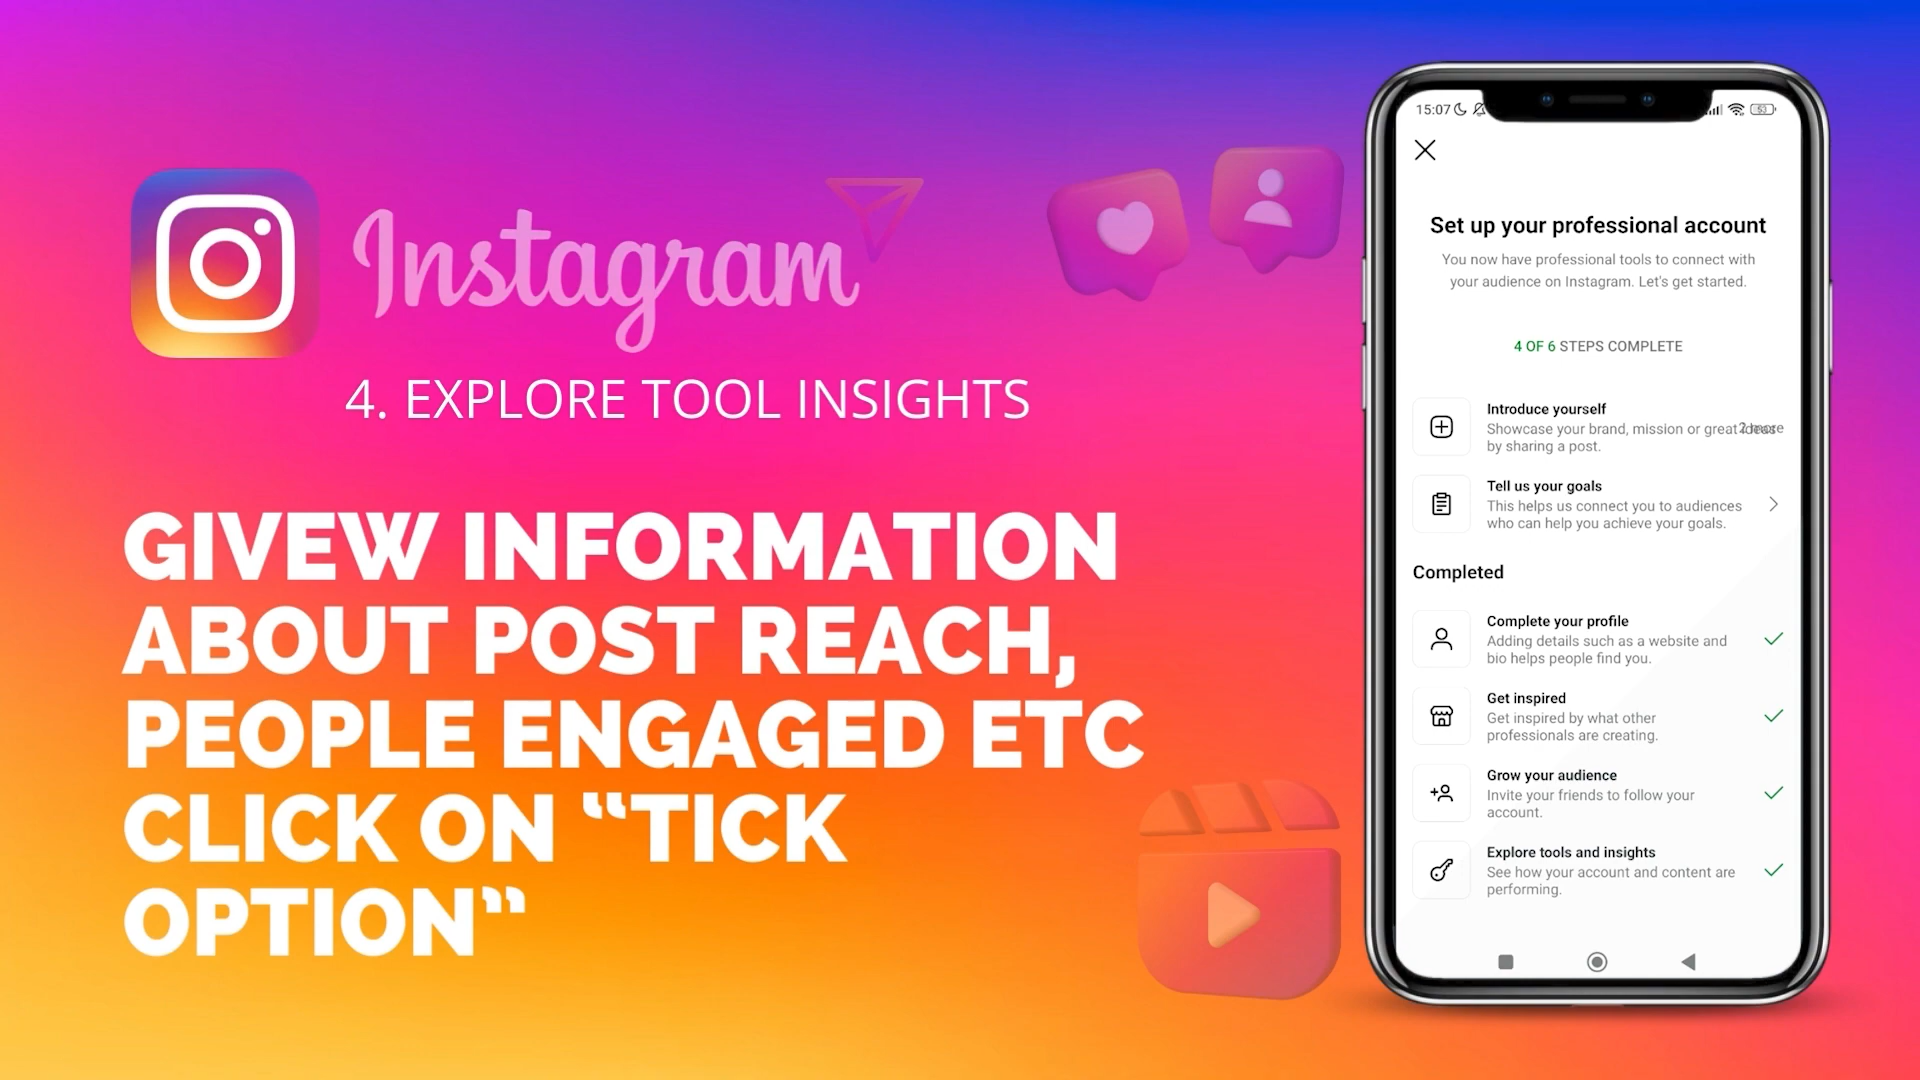 Instagram
4. EXPLORE TOOL INSIGHTS
GIVEW INFORMATION
ABOUT POST REACH,
PEOPLE ENGAGED ETC
CLICK ON “TICK
OPTION”
15:07
53
Set up your professional account
You now have professional tools to connect with
your audience on Instagram. Let's get started.
4 OF 6 STEPS COMPLETE
Introduce yourself
Showcase your brand, mission or great ideas
2 more
by sharing a post.
Tell us your goals
This helps us connect you to audiences
who can help you achieve your goals.
Completed
Complete your profile
Adding details such as a website and
bio helps people find you.
Get inspired
Get inspired by what other
professionals are creating.
Grow your audience
Invite your friends to follow your
account.
Explore tools and insights
See how your account and content are
performing.